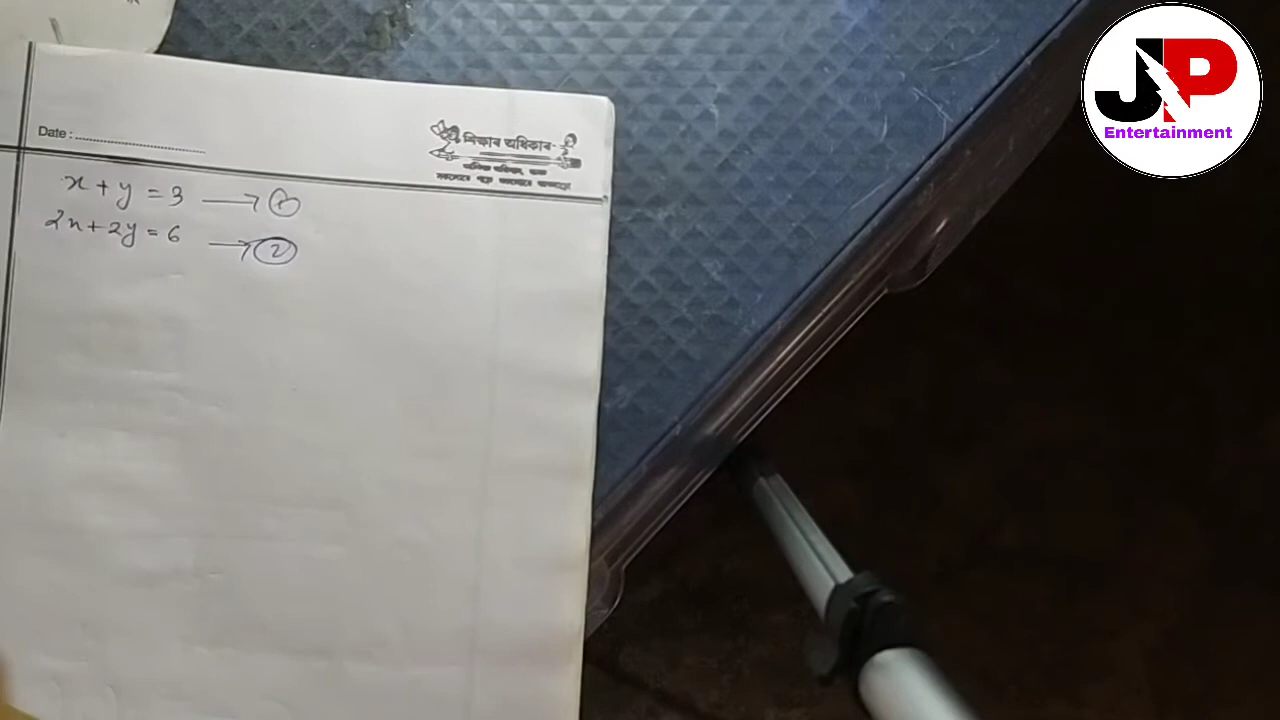 JP
Entertainment
Date :
শিকাৰ অধিকাৰ
x + y = 3 → ①
2x + 2y = 6 → ②